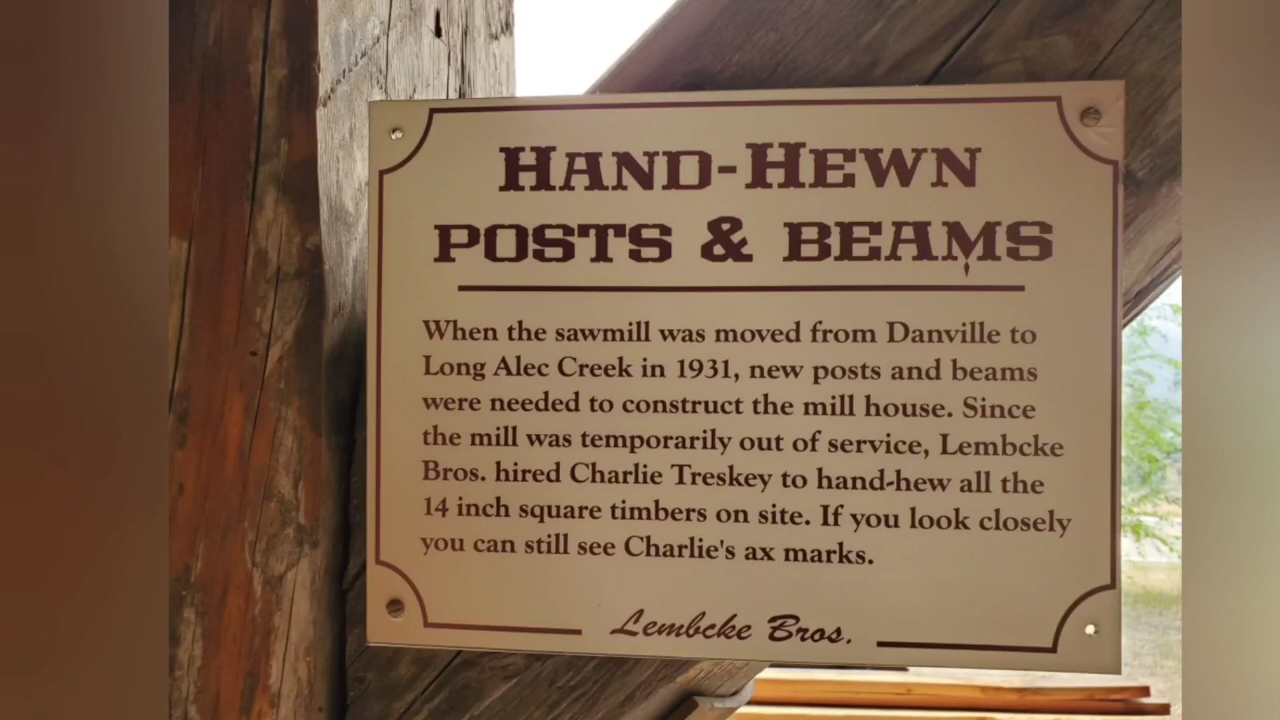 HAND-HEWN
POSTS & BEAMS
When the sawmill was moved from Danville to
Long Alec Creek in 1931, new posts and beams
were needed to construct the mill house. Since
the mill was temporarily out of service, Lembcke
Bros. hired Charlie Treskey to hand-hew all the
14 inch square timbers on site. If you look closely
you can still see Charlie's ax marks.
Lembcke Bros.